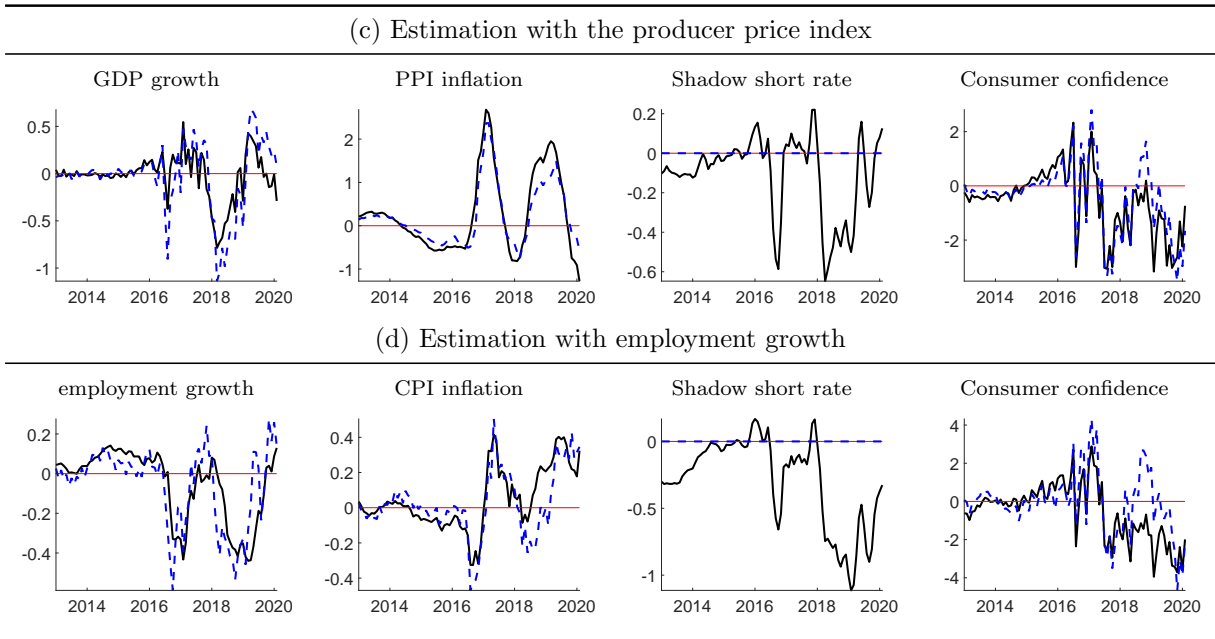 (c) Estimation with the producer price index
GDP growth PPI inflation Shadow short rate Consumer confidence
0.5
0
-0.5
-1
2014 2016 2018 2020
2
1
0
-1
2014 2016 2018 2020
0.2
0
-0.2
-0.4
-0.6
2014 2016 2018 2020
2
0
-2
2014 2016 2018 2020
(d) Estimation with employment growth
employment growth CPI inflation Shadow short rate Consumer confidence
0.2
0
-0.2
-0.4
2014 2016 2018 2020
0.4
0.2
0
-0.2
-0.4
2014 2016 2018 2020
0
-0.5
-1
2014 2016 2018 2020
4
2
0
-2
-4
2014 2016 2018 2020